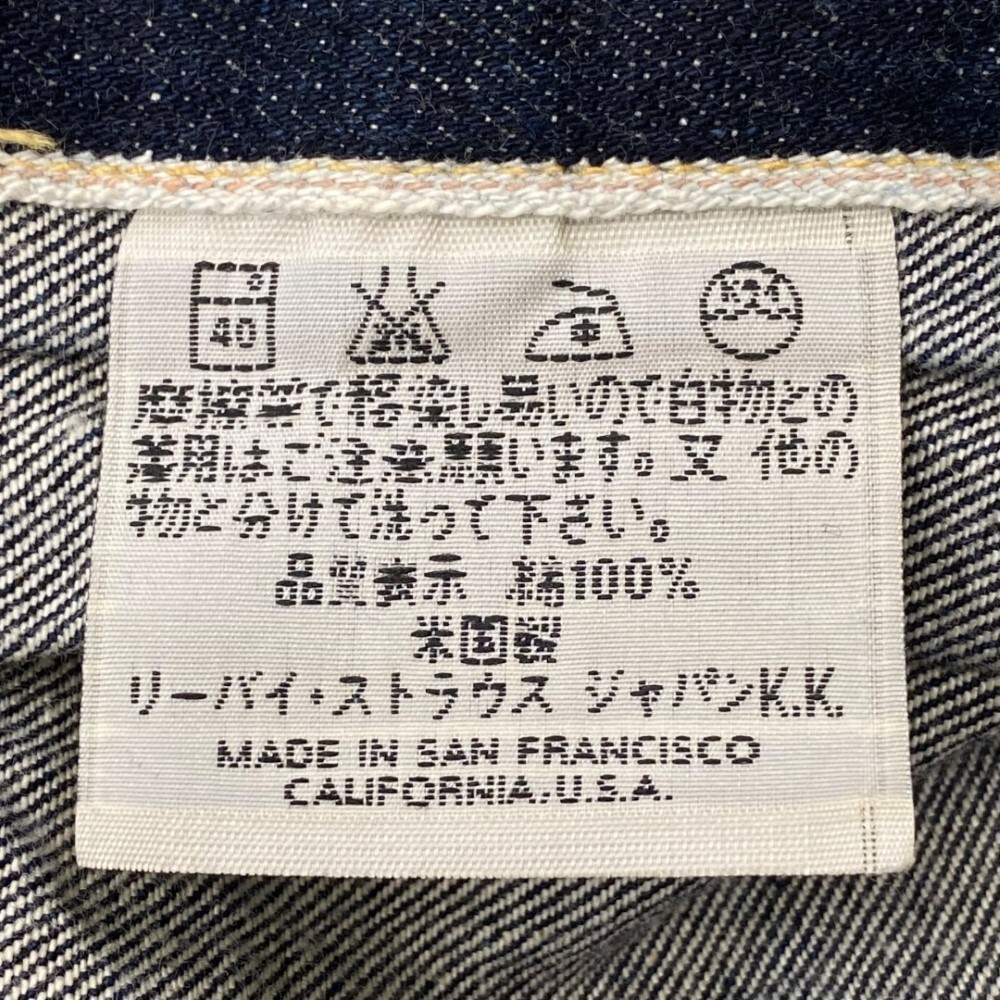 2
40
中
摩擦等で移染し易いので白物との
着用はご注意願います。又 他の
物と分けて洗って下さい。
品質表示 綿100%
米国製
リーバイ・ストラウス ジャパンK.K.
MADE IN SAN FRANCISCO
CALIFORNIA,U.S.A.